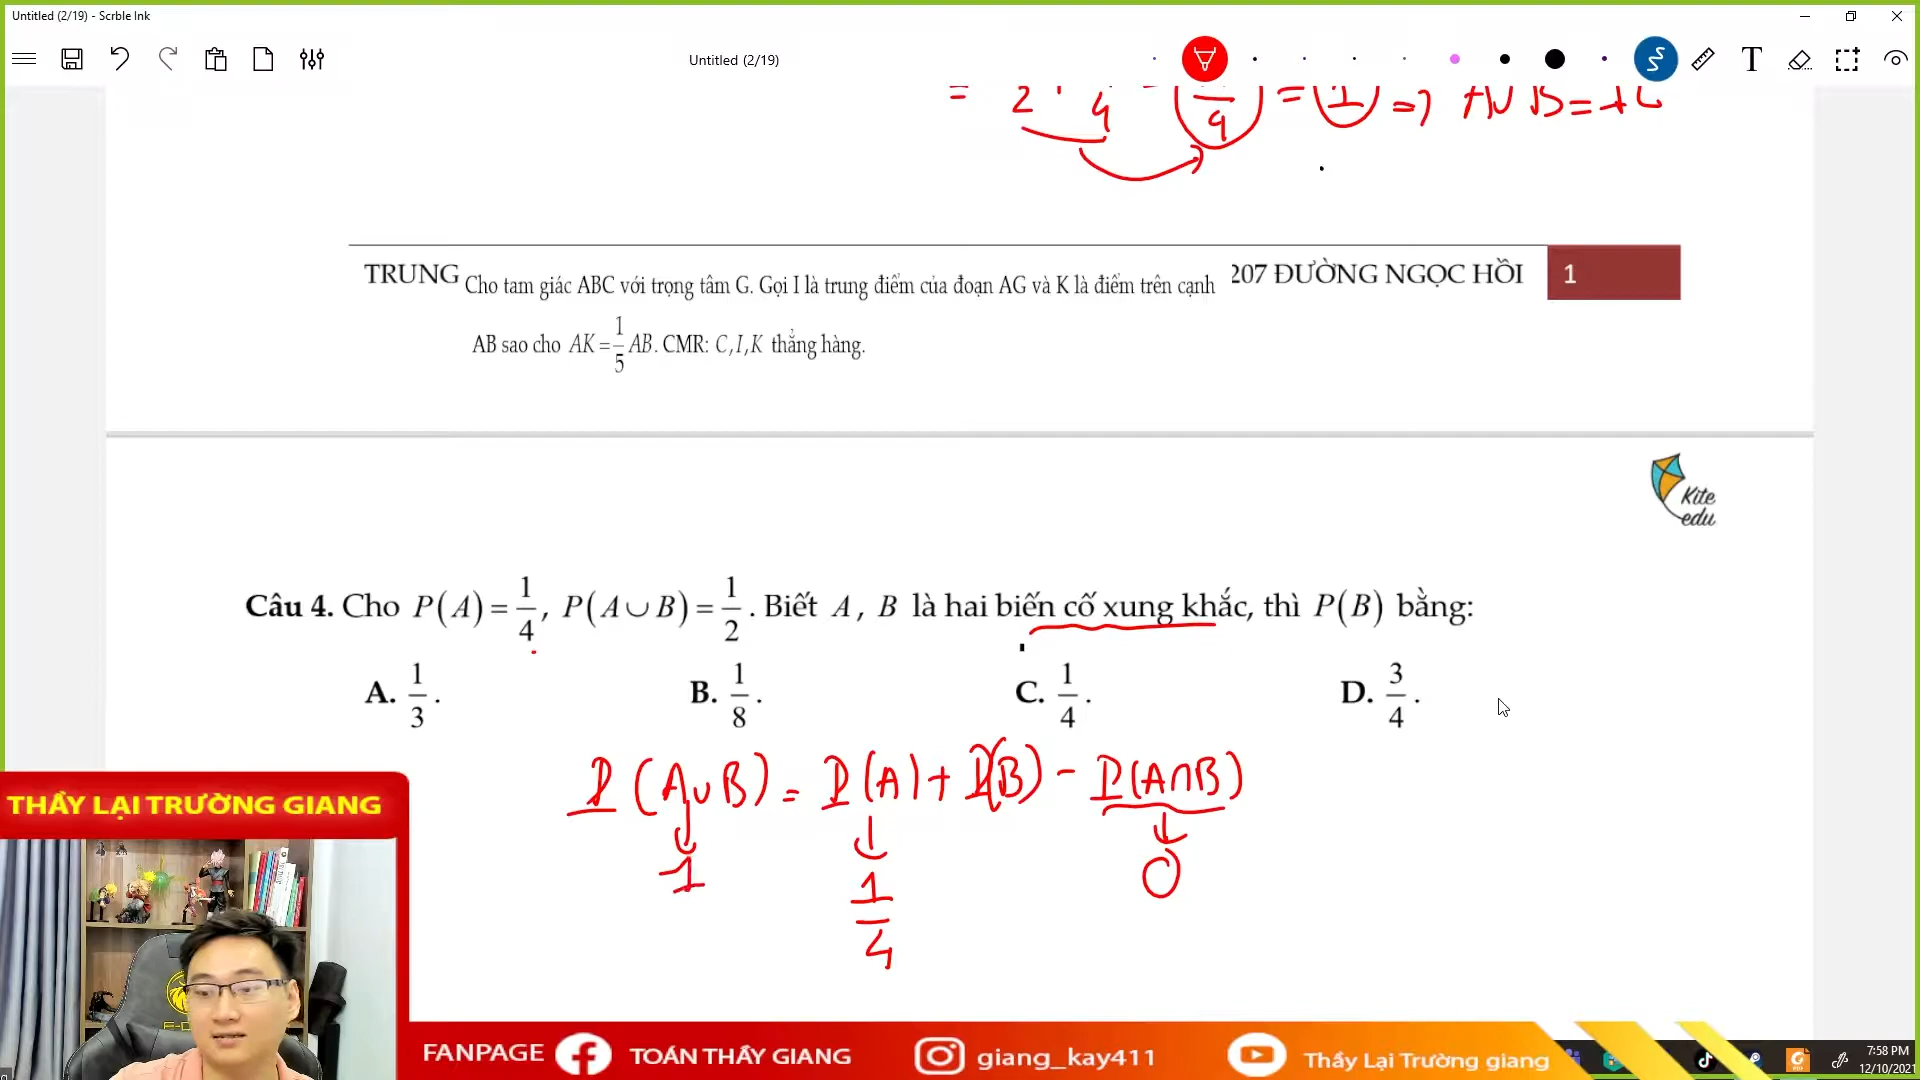 Untitled (2/19) - Scrble Ink
Untitled (2/19)
= 2 4 9 = 1 => A∪B =
TRUNG
Cho tam giác ABC với trọng tâm G. Gọi I là trung điểm của đoạn AG và K là điểm trên cạnh
207 ĐƯỜNG NGỌC HỒI
1
AB sao cho AK = 1/5 AB. CMR: C, I, K thẳng hàng.
Kite
edu
Câu 4. Cho P(A) = 1/4, P(A∪B) = 1/2. Biết A, B là hai biến cố xung khắc, thì P(B) bằng:
A. 1/3. B. 1/8. C. 1/4. D. 3/4.
P(A∪B) = P(A) + P(B) - P(A∩B)
1 1/4 0
THẦY LẠI TRƯỜNG GIANG
FANPAGE TOÁN THẦY GIANG giang_kay411 Thầy Lại Trường giang
7:58 PM
12/10/2021